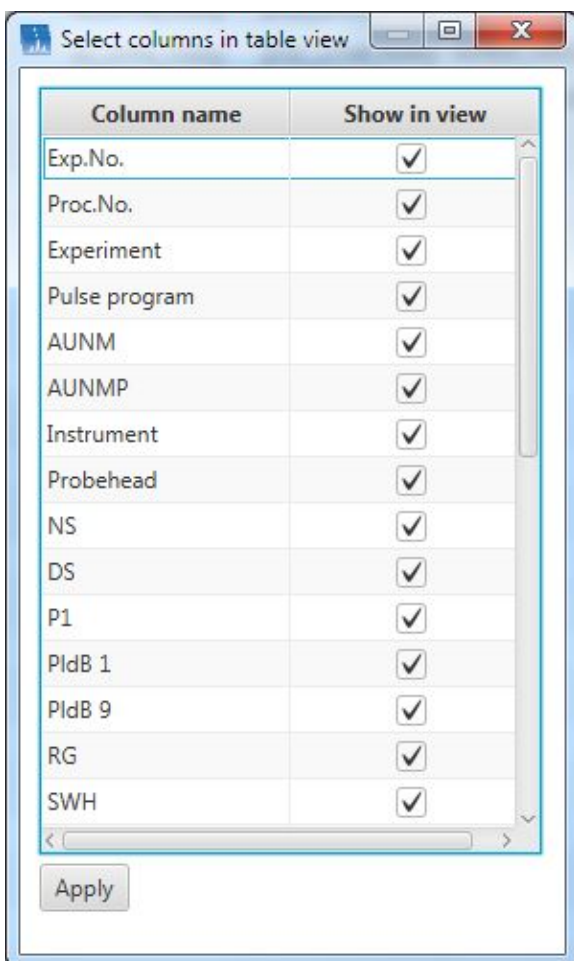 Select columns in table view
Column name Show in view
Exp.No.
Proc.No.
Experiment
Pulse program
AUNM
AUNMP
Instrument
Probehead
NS
DS
P1
PldB 1
PldB 9
RG
SWH
Apply